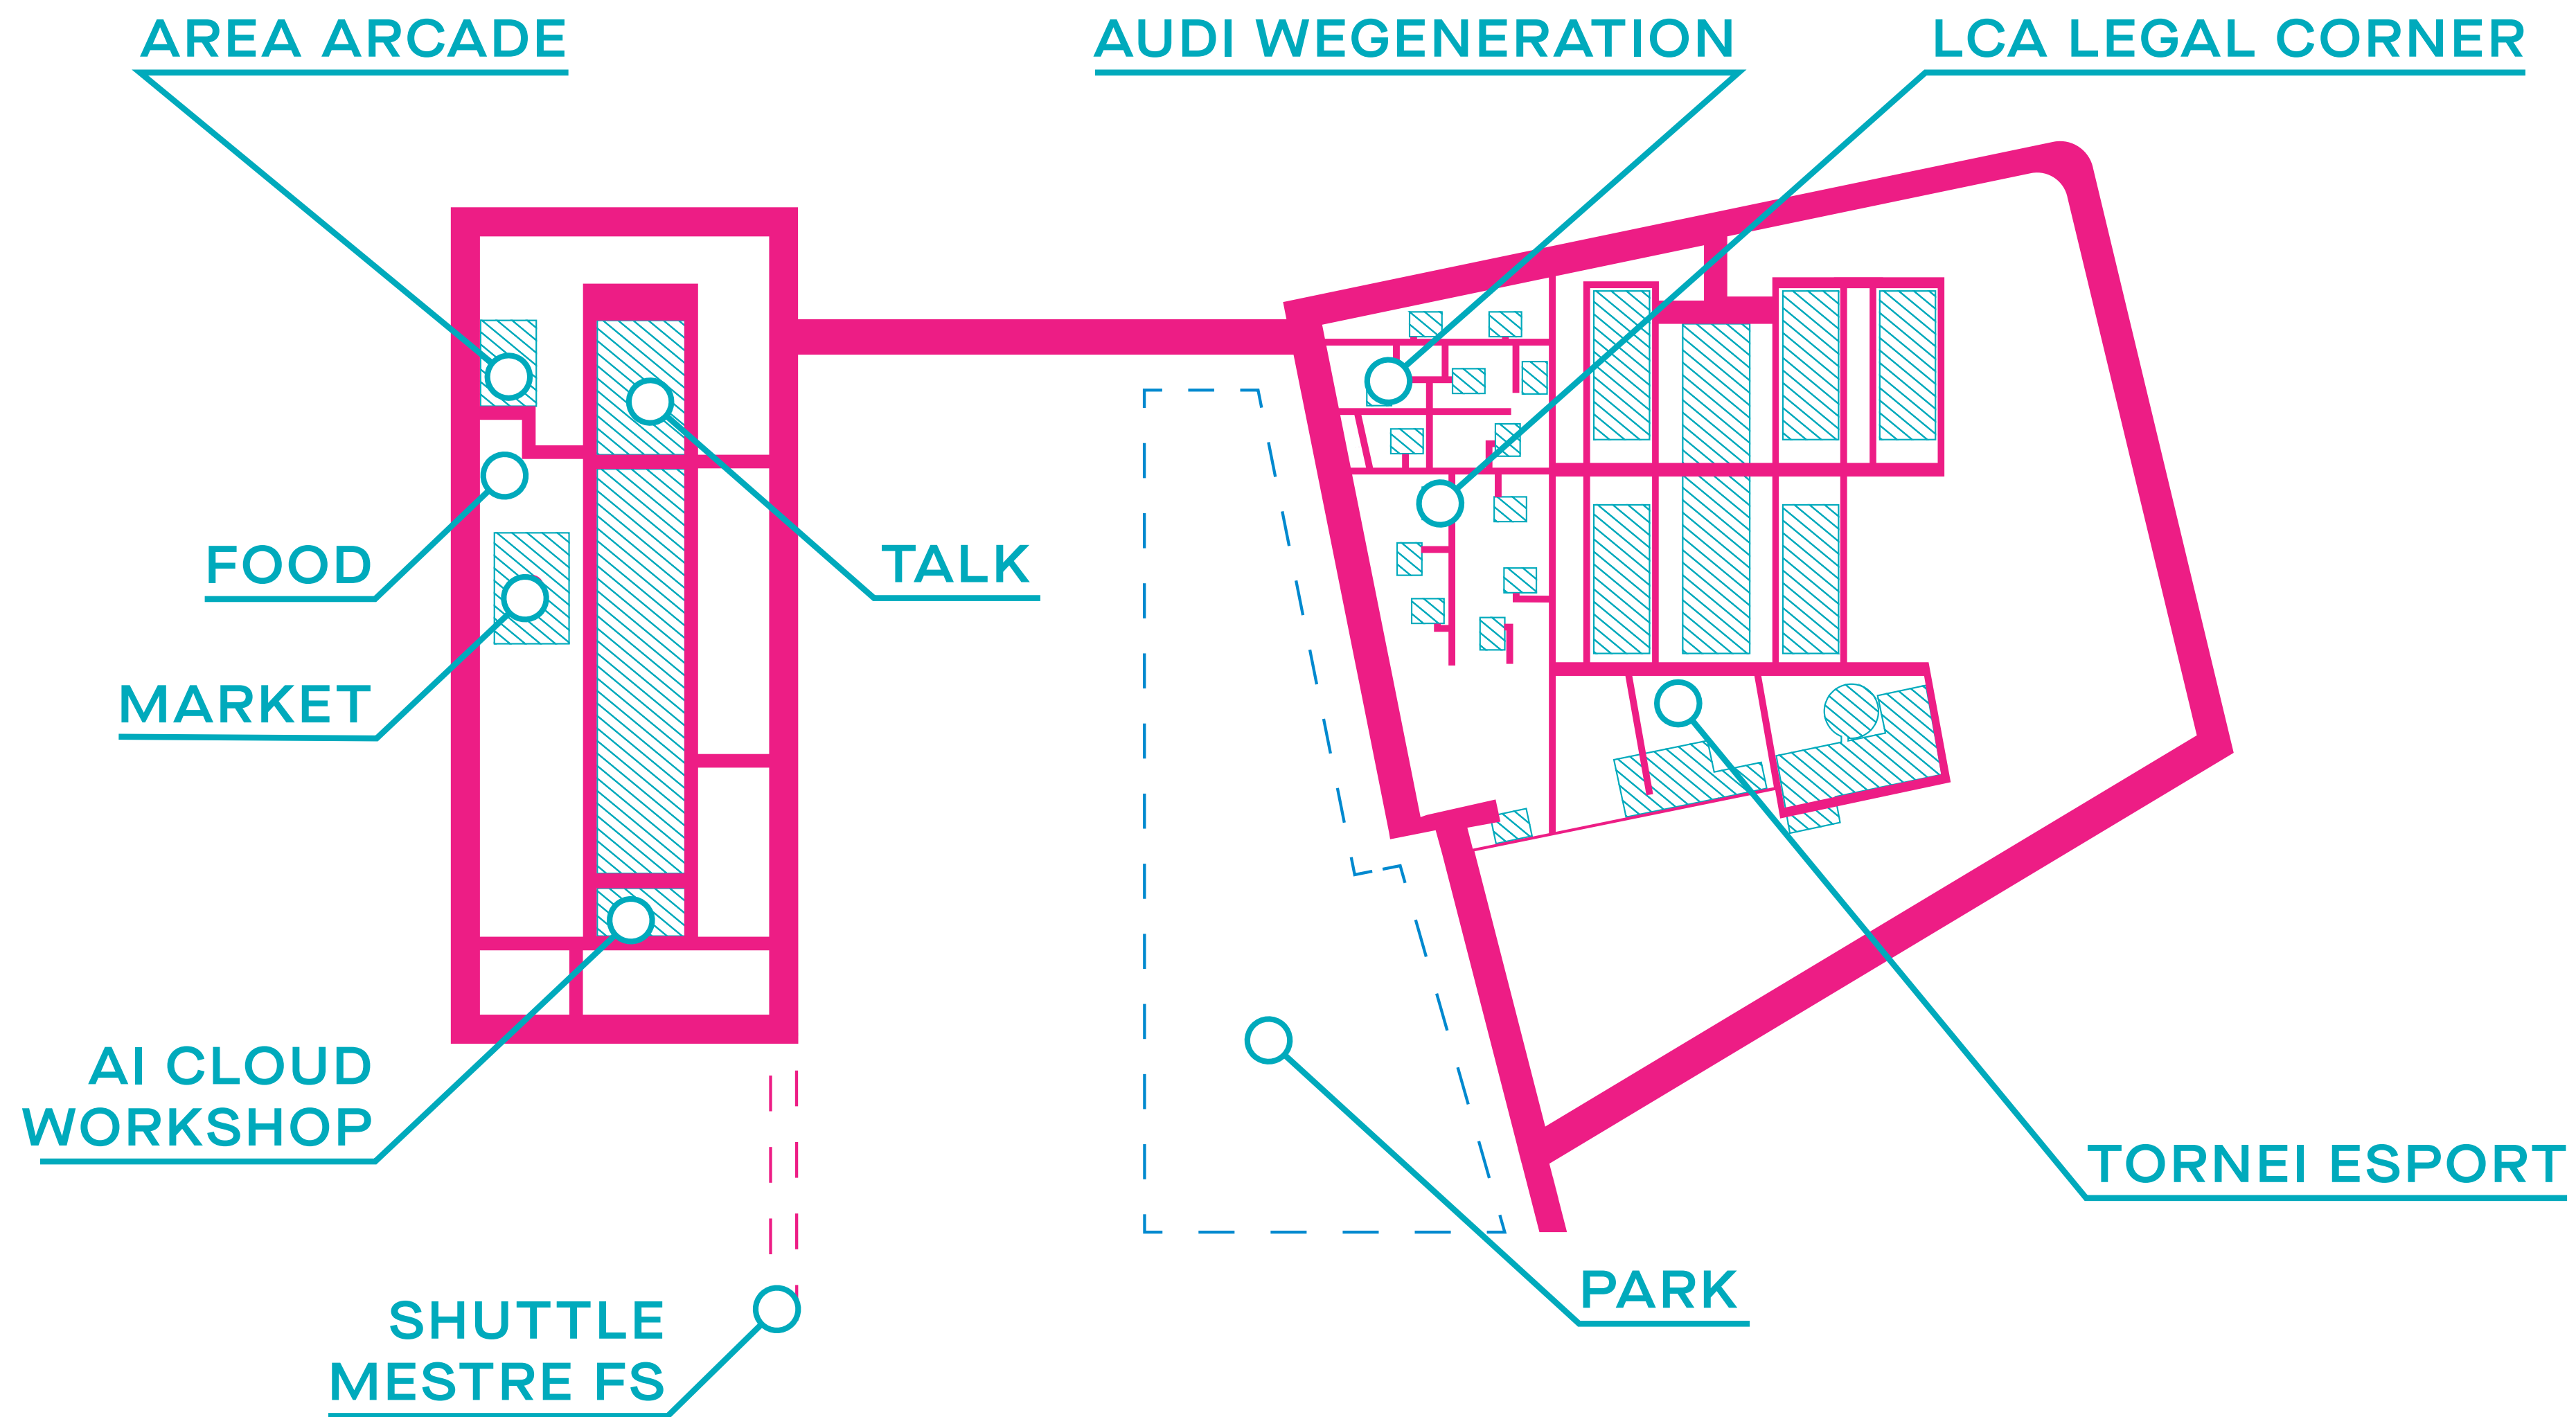 AREA ARCADE
AUDI WEGENERATION
LCA LEGAL CORNER
FOOD
TALK
MARKET
AI CLOUD
WORKSHOP
TORNEI ESPORT
PARK
SHUTTLE
MESTRE FS